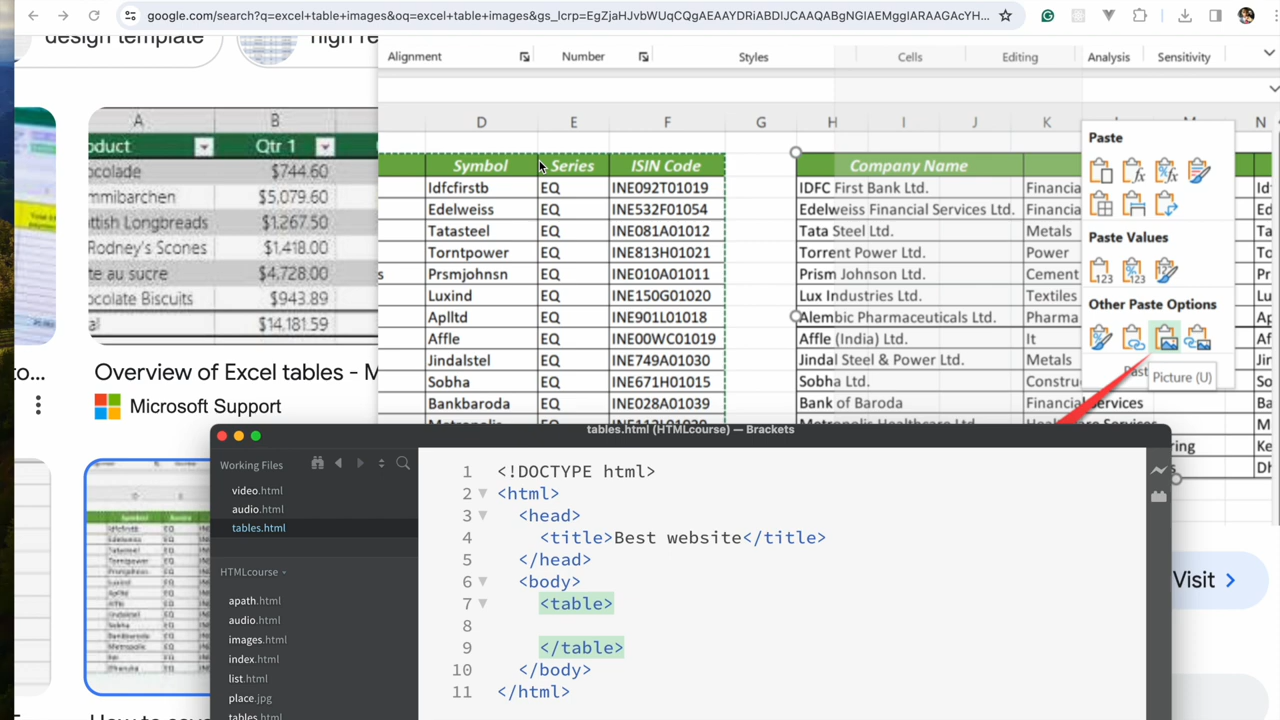 google.com/search?q=excel+table+images&oq=excel+table+images&gs_lcrp=EgZjaHJvbWUqCQgAEAAYDRiABDIJCAAQABgNGIAEMggIARAAGAcYH...
design template
high re
Alignment Number Styles Cells Editing Analysis Sensitivity
A B
oduct Qtr 1
ocolade $744.60
mmibarchen $5,079.60
ttish Longbreads $1,267.50
Rodney's Scones $1,418.00
te au sucre $4,728.00
ocolate Biscuits $943.89
al $14,181.59
to...
Overview of Excel tables - M
Microsoft Support
D E F G H I J K N
Symbol Series ISIN Code Company Name
Idfcfirstb EQ INE092T01019 IDFC First Bank Ltd. Financia
Edelweiss EQ INE532F01054 Edelweiss Financial Services Ltd. Financia
Tatasteel EQ INE081A01012 Tata Steel Ltd. Metals
Torntpower EQ INE813H01021 Torrent Power Ltd. Power
Prsmjohnsn EQ INE010A01011 Prism Johnson Ltd. Cement
Luxind EQ INE150G01020 Lux Industries Ltd. Textiles
Aplltd EQ INE901L01018 Alembic Pharmaceuticals Ltd. Pharma
Affle EQ INE00WC01019 Affle (India) Ltd. It
Jindalstel EQ INE749A01030 Jindal Steel & Power Ltd. Metals
Sobha EQ INE671H01015 Sobha Ltd. Constru
Bankbaroda EQ INE028A01039 Bank of Baroda Financial Services
Paste
Paste Values
Other Paste Options
Picture (U)
Visit
tables.html (HTMLcourse) — Brackets
Working Files
video.html
audio.html
tables.html
HTMLcourse
apath.html
audio.html
images.html
index.html
list.html
place.jpg
tables.html
1 <!DOCTYPE html>
2 <html>
3 <head>
4 <title>Best website</title>
5 </head>
6 <body>
7 <table>
8
9 </table>
10 </body>
11 </html>